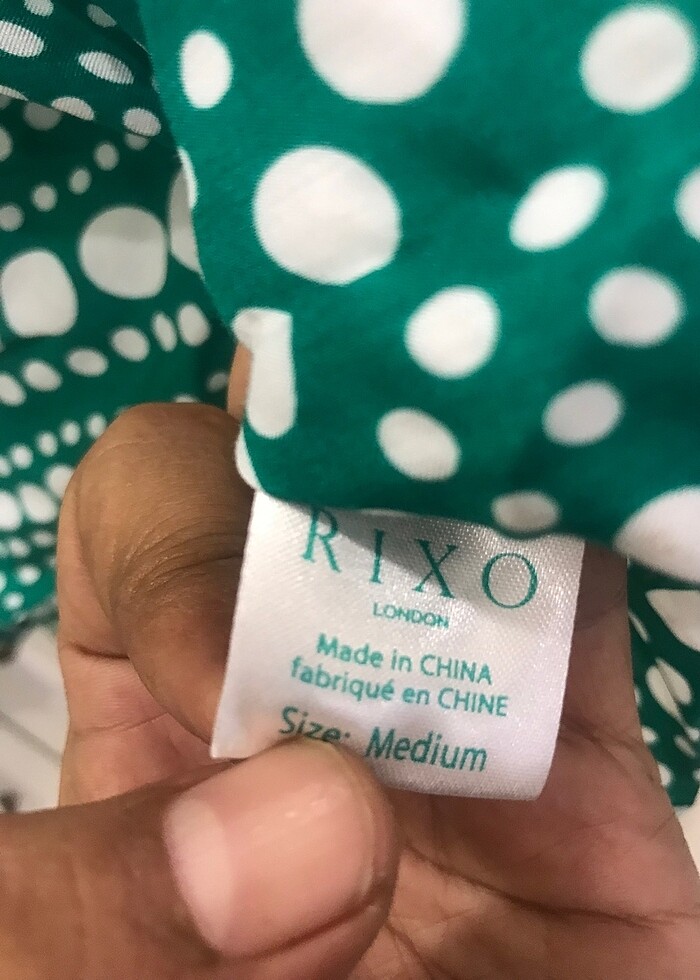 RIXO
LONDON
Made in CHINA
fabriqué en CHINE
Size: Medium